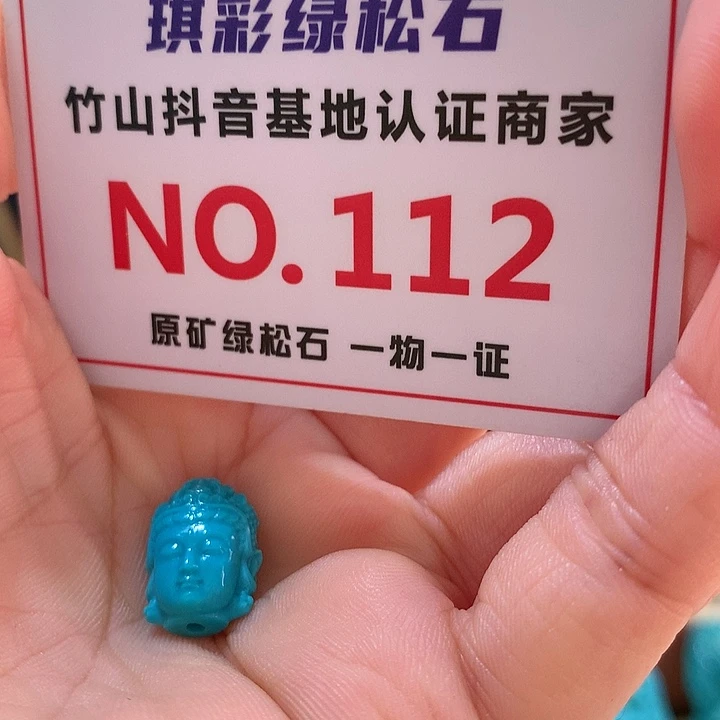 琪彩绿松石
竹山抖音基地认证商家
NO.112
原矿绿松石 一物一证